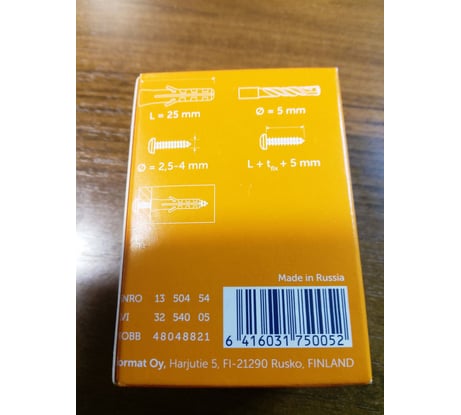 L = 25 mm
Ø = 5 mm
Ø = 2,5-4 mm
L + tfix + 5 mm
Made in Russia
NRO 13 504 54
VI 32 540 05
OBB 48048821
6 416031 750052
ormat Oy, Harjutie 5, FI-21290 Rusko, FINLAND